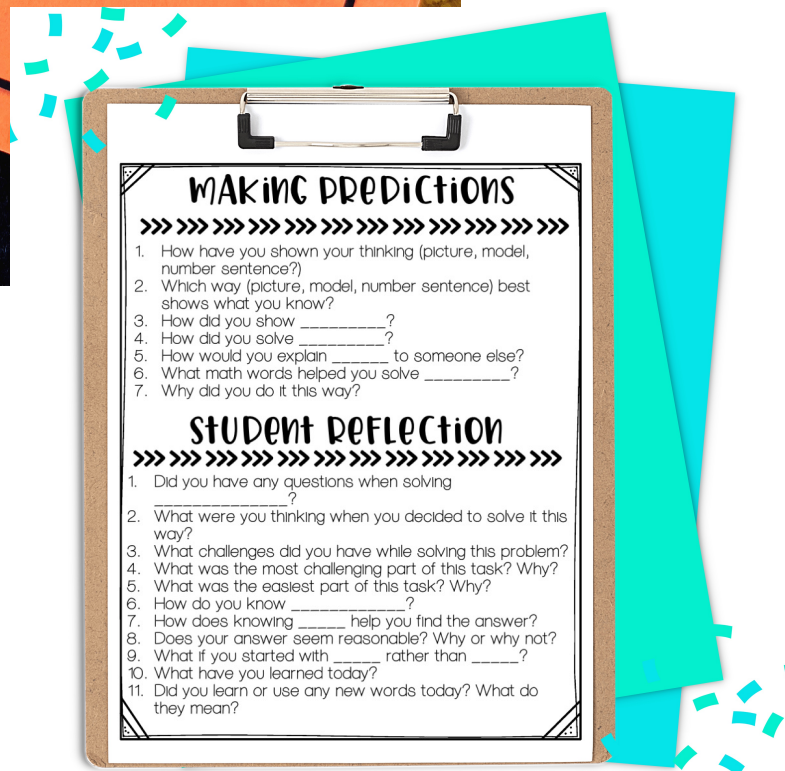 MAKING PREDICTIONS
1. How have you shown your thinking (picture, model,
number sentence?)
2. Which way (picture, model, number sentence) best
shows what you know?
3. How did you show _________?
4. How did you solve _________?
5. How would you explain ______ to someone else?
6. What math words helped you solve _________?
7. Why did you do it this way?
STUDENT REFLECTION
1. Did you have any questions when solving
______________?
2. What were you thinking when you decided to solve it this
way?
3. What challenges did you have while solving this problem?
4. What was the most challenging part of this task? Why?
5. What was the easiest part of this task? Why?
6. How do you know ____________?
7. How does knowing _____ help you find the answer?
8. Does your answer seem reasonable? Why or why not?
9. What if you started with _____ rather than _____?
10. What have you learned today?
11. Did you learn or use any new words today? What do
they mean?